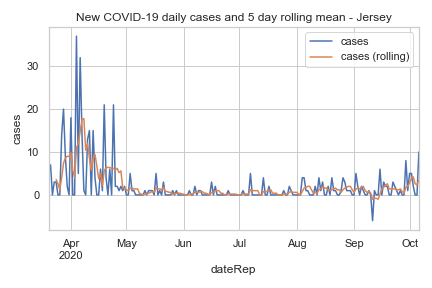 New COVID-19 daily cases and 5 day rolling mean - Jersey
cases
cases (rolling)
30
20
10
0
cases
Apr
2020
May
Jun
Jul
Aug
Sep
Oct
dateRep